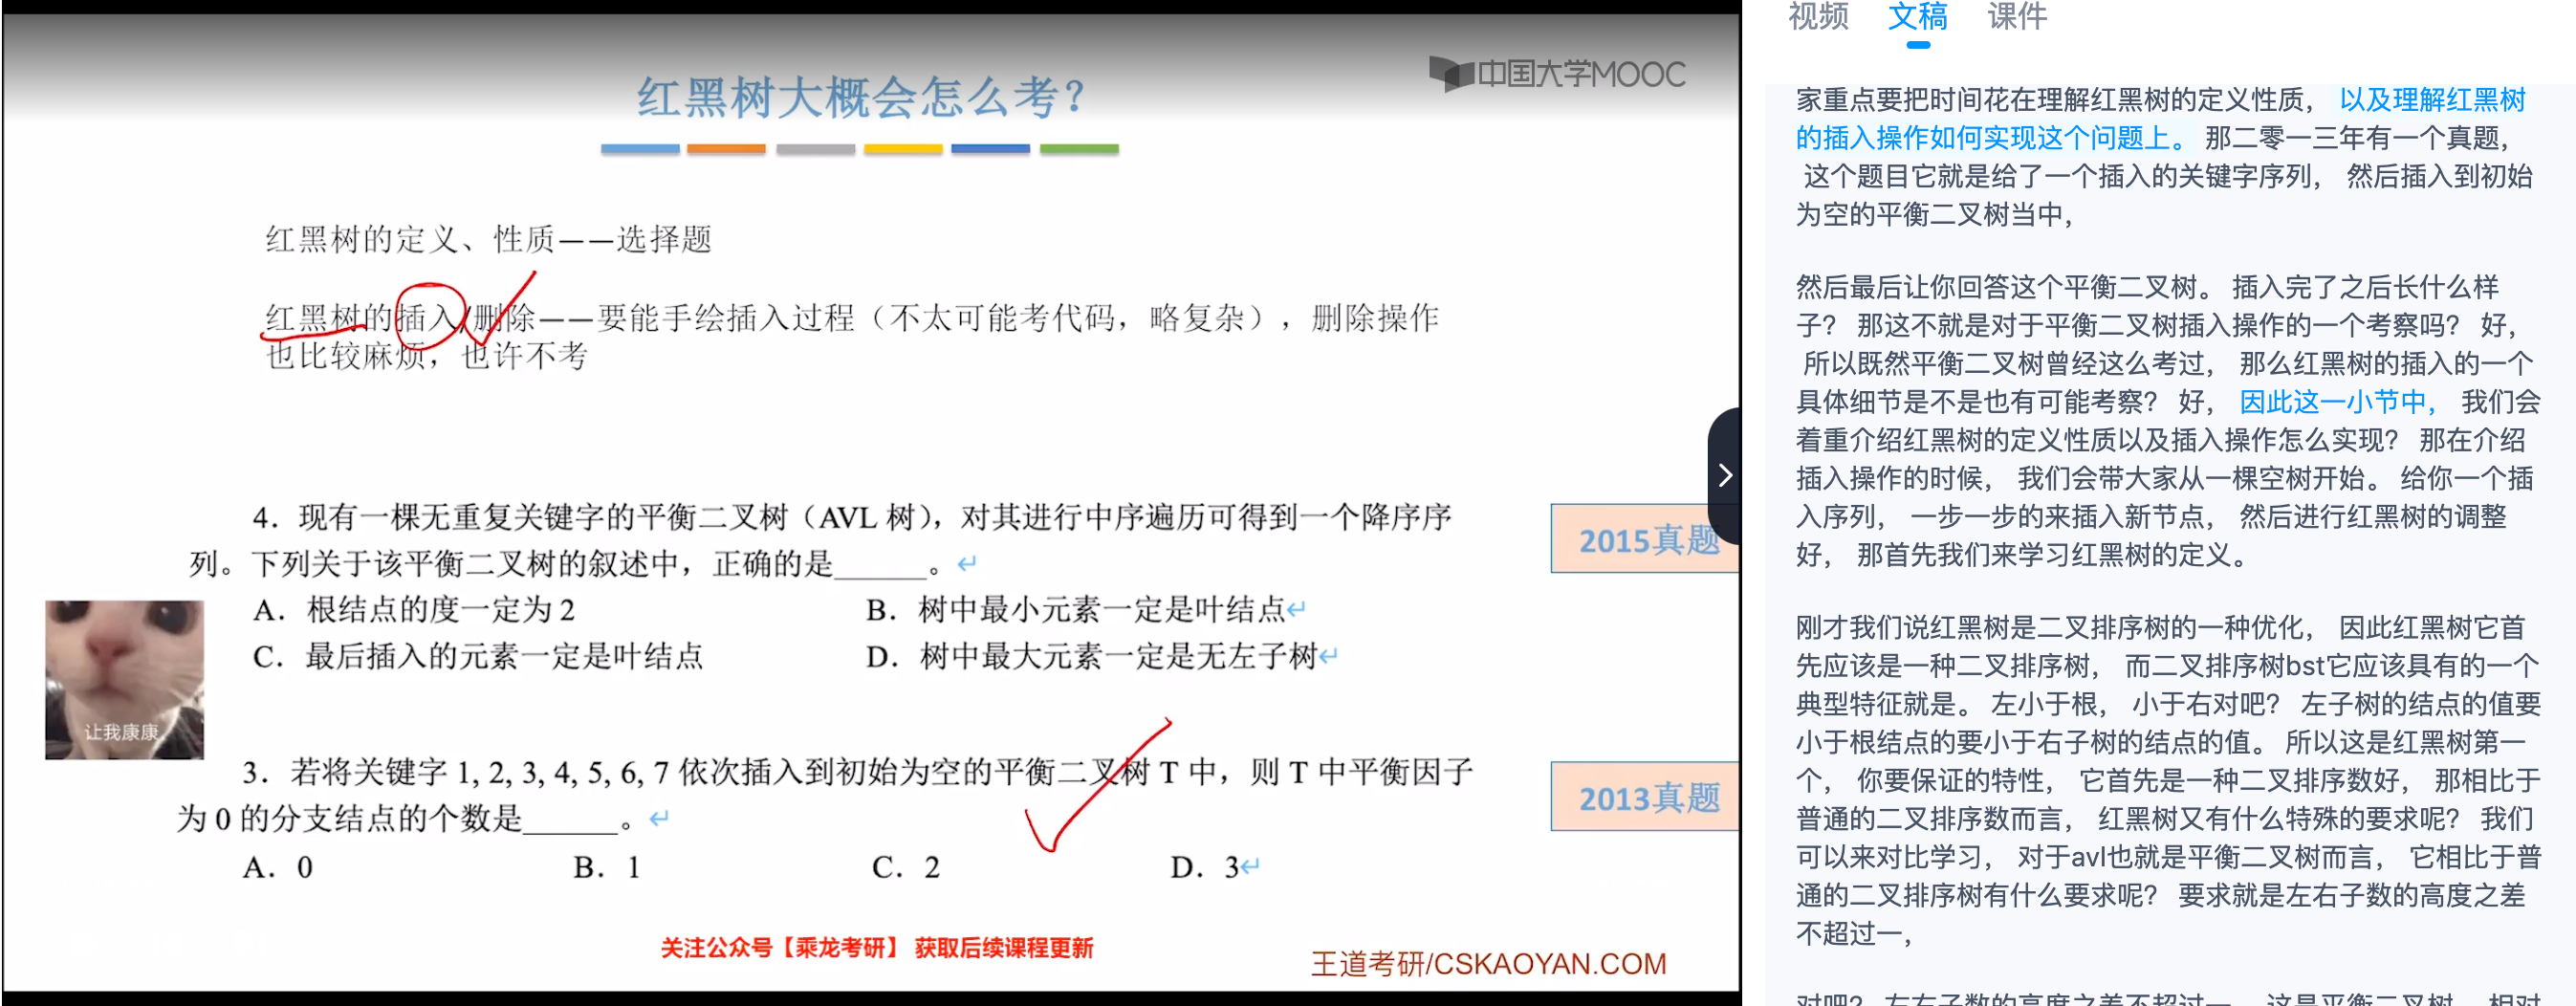 红黑树大概会怎么考？
中国大学MOOC
红黑树的定义、性质——选择题
红黑树的插入/删除——要能手绘插入过程（不太可能考代码，略复杂），删除操作
也比较麻烦，也许不考
4. 现有一棵无重复关键字的平衡二叉树（AVL 树），对其进行中序遍历可得到一个降序序
列。下列关于该平衡二叉树的叙述中，正确的是______。↵
2015真题
A. 根结点的度一定为 2
B. 树中最小元素一定是叶结点↵
C. 最后插入的元素一定是叶结点
D. 树中最大元素一定是无左子树↵
让我康康
3. 若将关键字 1, 2, 3, 4, 5, 6, 7 依次插入到初始为空的平衡二叉树 T 中，则 T 中平衡因子
为 0 的分支结点的个数是______。↵
2013真题
A. 0
B. 1
C. 2
D. 3↵
关注公众号【乘龙考研】 获取后续课程更新
王道考研/CSKAOYAN.COM
视频 文稿 课件
家重点要把时间花在理解红黑树的定义性质， 以及理解红黑树
的插入操作如何实现这个问题上。 那二零一三年有一个真题，
这个题目它就是给了一个插入的关键字序列， 然后插入到初始
为空的平衡二叉树当中，
然后最后让你回答这个平衡二叉树。 插入完了之后长什么样
子？ 那这不就是对于平衡二叉树插入操作的一个考察吗？ 好，
所以既然平衡二叉树曾经这么考过， 那么红黑树的插入的一个
具体细节是不是也有可能考察？ 好， 因此这一小节中， 我们会
着重介绍红黑树的定义性质以及插入操作怎么实现？ 那在介绍
插入操作的时候， 我们会带大家从一棵空树开始。 给你一个插
入序列， 一步一步的来插入新节点， 然后进行红黑树的调整
好， 那首先我们来学习红黑树的定义。
刚才我们说红黑树是二叉排序树的一种优化， 因此红黑树它首
先应该是一种二叉排序树， 而二叉排序树bst它应该具有的一个
典型特征就是。 左小于根， 小于右对吧？ 左子树的结点的值要
小于根结点的要小于右子树的结点的值。 所以这是红黑树第一
个， 你要保证的特性， 它首先是一种二叉排序数好， 那相比于
普通的二叉排序数而言， 红黑树又有什么特殊的要求呢？ 我们
可以来对比学习， 对于avl也就是平衡二叉树而言， 它相比于普
通的二叉排序树有什么要求呢？ 要求就是左右子数的高度之差
不超过一，
对吧？ 左右子数的高度之差不超过一， 这是平衡二叉树， 相对